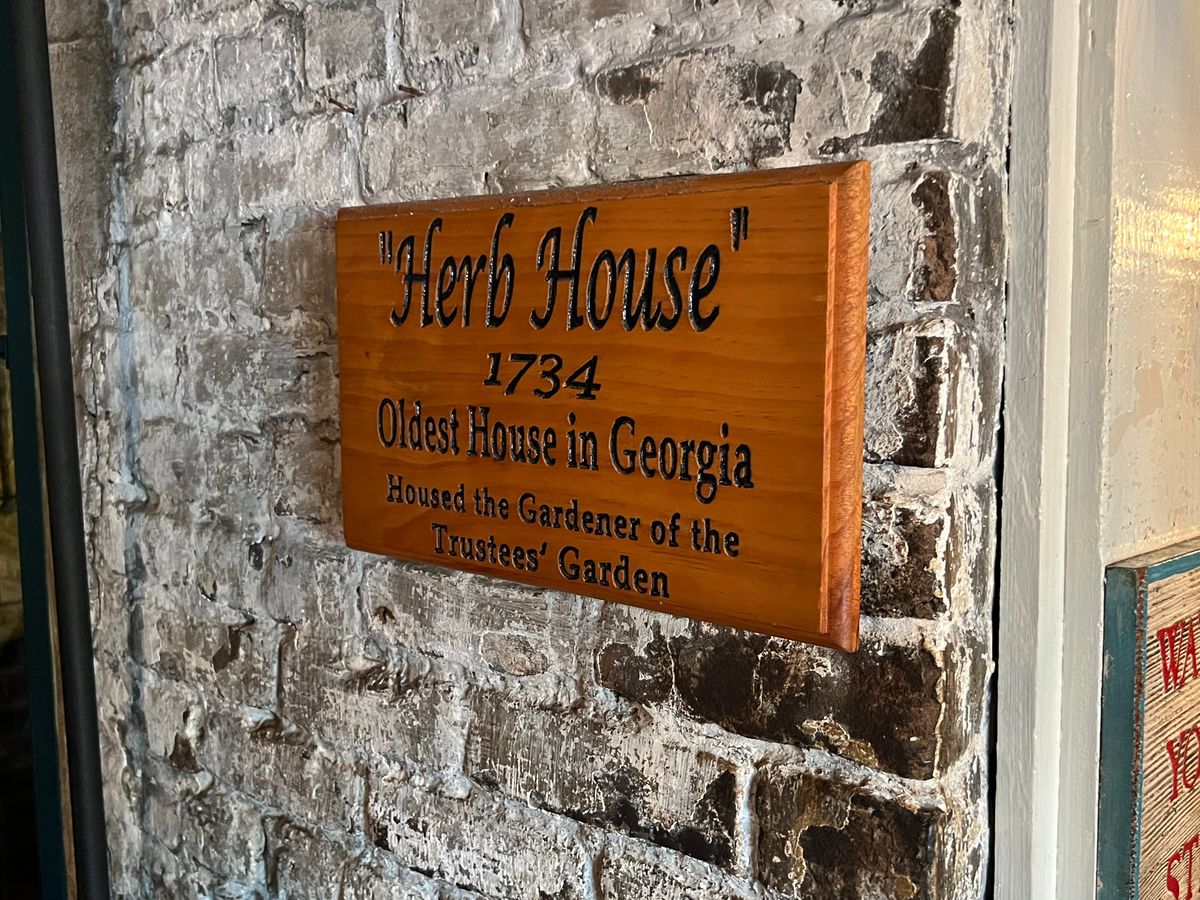 "Herb House"
1734
Oldest House in Georgia
Housed the Gardener of the
Trustees' Garden